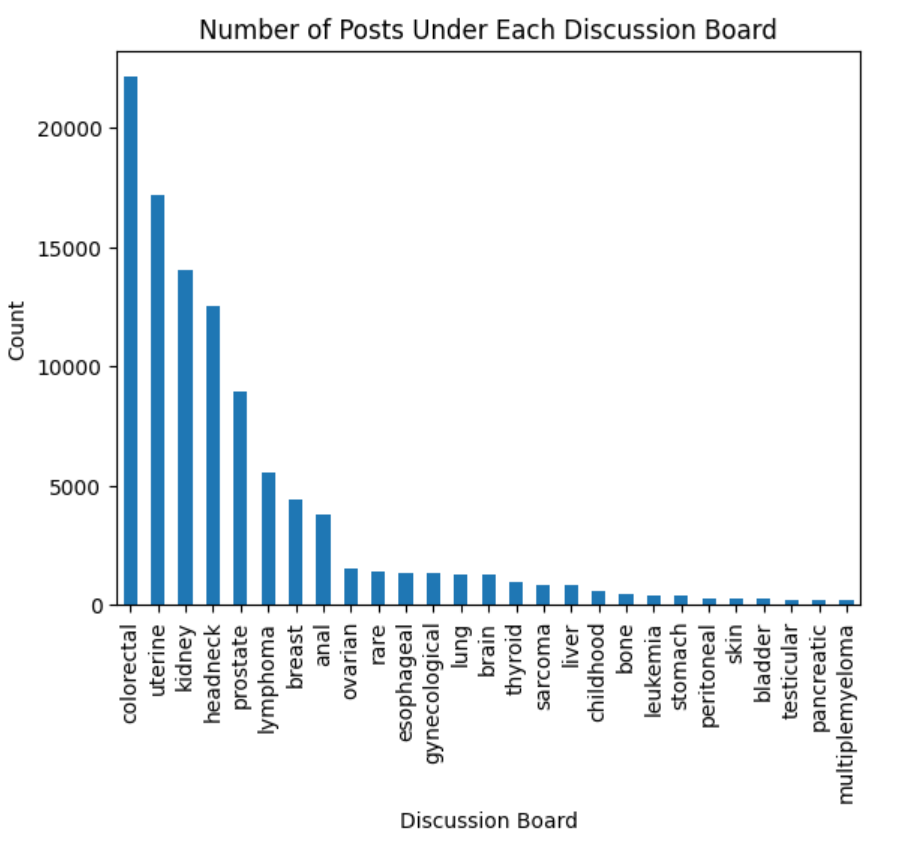 Number of Posts Under Each Discussion Board
20000
15000
10000
5000
0
Count
colorectal
uterine
kidney
headneck
prostate
lymphoma
breast
anal
ovarian
rare
esophageal
gynecological
lung
brain
thyroid
sarcoma
liver
childhood
bone
leukemia
stomach
peritoneal
skin
bladder
testicular
pancreatic
multiplemyeloma
Discussion Board